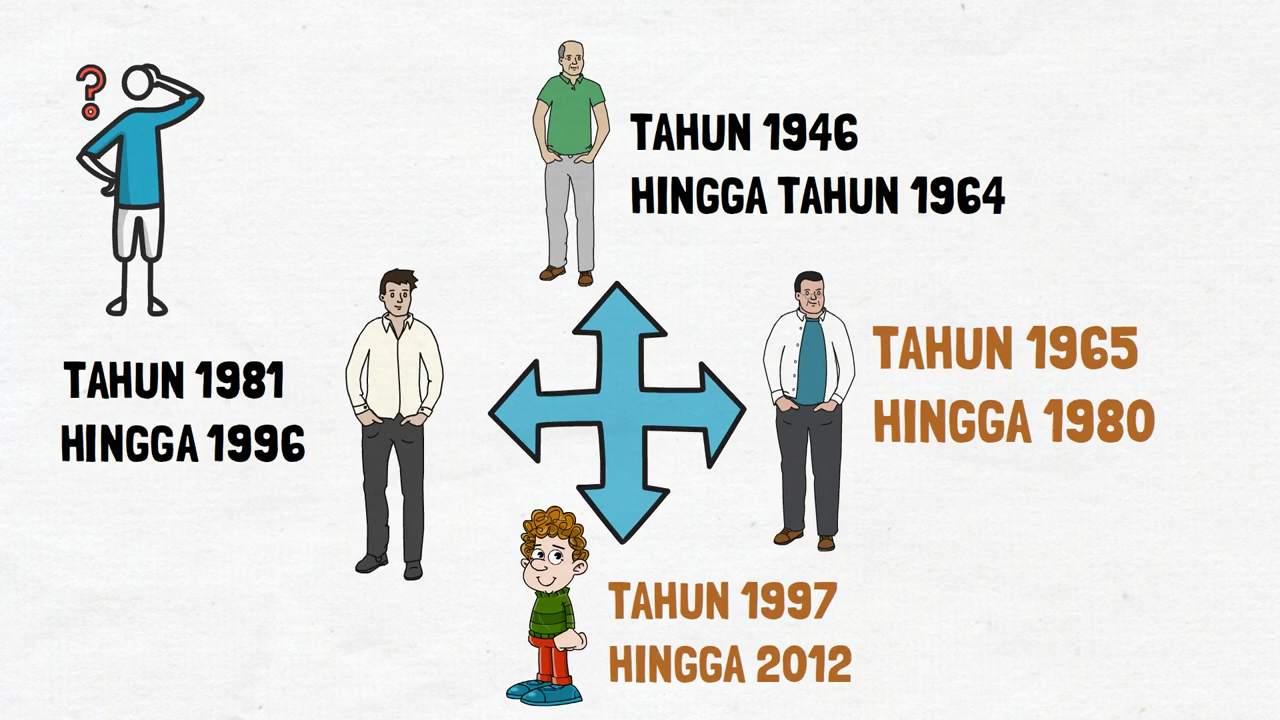 ?
TAHUN 1946
HINGGA TAHUN 1964
TAHUN 1965
HINGGA 1980
TAHUN 1981
HINGGA 1996
TAHUN 1997
HINGGA 2012